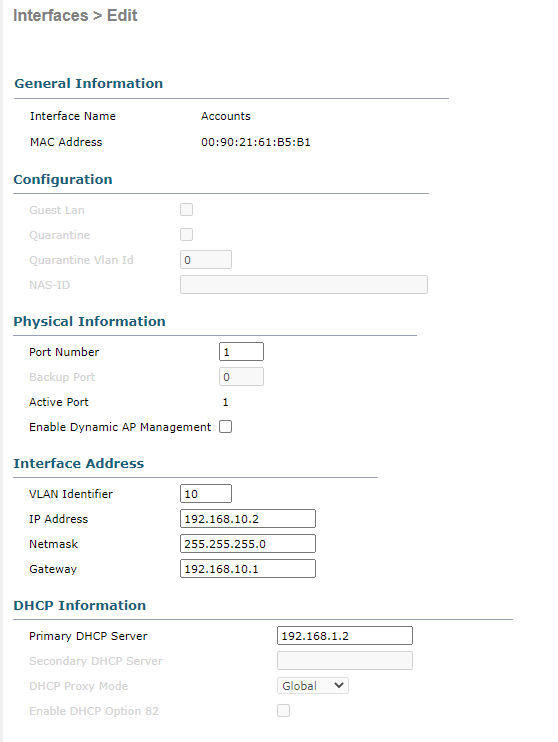 Interfaces > Edit
General Information
Interface Name Accounts
MAC Address 00:90:21:61:B5:B1
Configuration
Guest Lan
Quarantine
Quarantine Vlan Id 0
NAS-ID
Physical Information
Port Number 1
Backup Port 0
Active Port 1
Enable Dynamic AP Management
Interface Address
VLAN Identifier 10
IP Address 192.168.10.2
Netmask 255.255.255.0
Gateway 192.168.10.1
DHCP Information
Primary DHCP Server 192.168.1.2
Secondary DHCP Server
DHCP Proxy Mode Global
Enable DHCP Option 82